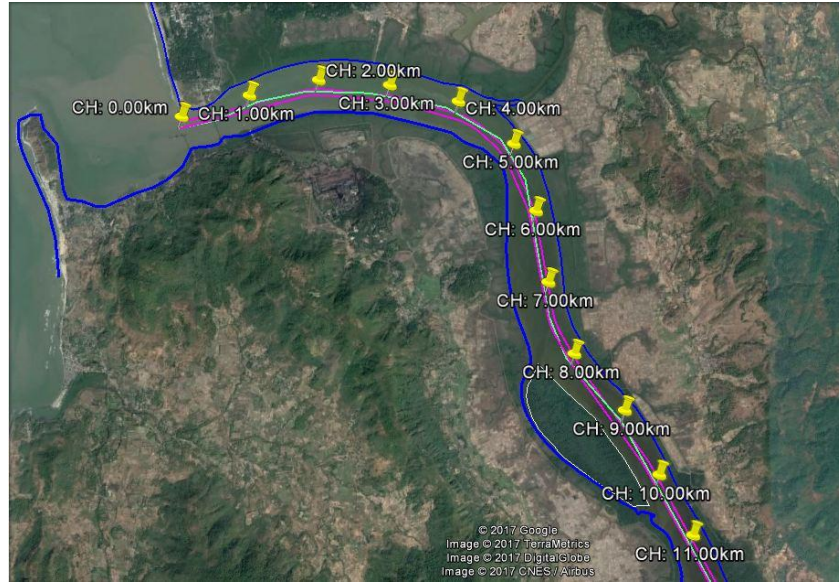 CH: 0.00km
CH: 1.00km
CH: 2.00km
CH: 3.00km
CH: 4.00km
CH: 5.00km
CH: 6.00km
CH: 7.00km
CH: 8.00km
CH: 9.00km
CH: 10.00km
CH: 11.00km
© 2017 Google
Image © 2017 TerraMetrics
Image © 2017 DigitalGlobe
Image © 2017 CNES / Airbus